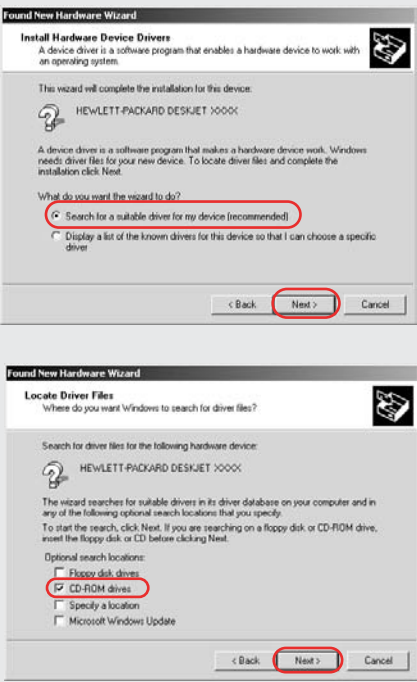 Found New Hardware Wizard
Install Hardware Device Drivers
A device driver is a software program that enables a hardware device to work with
an operating system.
This wizard will complete the installation for this device:
HEWLETT-PACKARD DESKJET XXXX
A device driver is a software program that makes a hardware device work. Windows
needs driver files for your new device. To locate driver files and complete the
installation click Next.
What do you want the wizard to do?
Search for a suitable driver for my device (recommended)
Display a list of the known drivers for this device so that I can choose a specific
driver
< Back
Next >
Cancel
Found New Hardware Wizard
Locate Driver Files
Where do you want Windows to search for driver files?
Search for driver files for the following hardware device:
HEWLETT-PACKARD DESKJET XXXX
The wizard searches for suitable drivers in its driver database on your computer and in
any of the following optional search locations that you specify.
To start the search, click Next. If you are searching on a floppy disk or CD-ROM drive,
insert the floppy disk or CD before clicking Next.
Optional search locations:
Floppy disk drives
CD-ROM drives
Specify a location
Microsoft Windows Update
< Back
Next >
Cancel